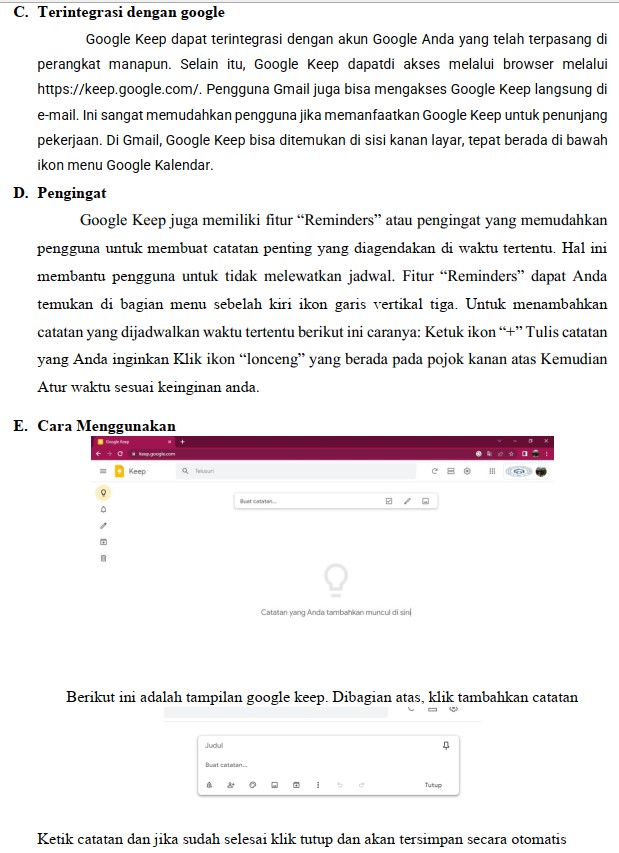 C. Terintegrasi dengan google
Google Keep dapat terintegrasi dengan akun Google Anda yang telah terpasang di
perangkat manapun. Selain itu, Google Keep dapatdi akses melalui browser melalui
https://keep.google.com/. Pengguna Gmail juga bisa mengakses Google Keep langsung di
e-mail. Ini sangat memudahkan pengguna jika memanfaatkan Google Keep untuk penunjang
pekerjaan. Di Gmail, Google Keep bisa ditemukan di sisi kanan layar, tepat berada di bawah
ikon menu Google Kalendar.
D. Pengingat
Google Keep juga memiliki fitur “Reminders” atau pengingat yang memudahkan
pengguna untuk membuat catatan penting yang diagendakan di waktu tertentu. Hal ini
membantu pengguna untuk tidak melewatkan jadwal. Fitur “Reminders” dapat Anda
temukan di bagian menu sebelah kiri ikon garis vertikal tiga. Untuk menambahkan
catatan yang dijadwalkan waktu tertentu berikut ini caranya: Ketuk ikon “+” Tulis catatan
yang Anda inginkan Klik ikon “lonceng” yang berada pada pojok kanan atas Kemudian
Atur waktu sesuai keinginan anda.
E. Cara Menggunakan
Google Keep
keep.google.com
Keep
Telusuri
Buat catatan...
Catatan yang Anda tambahkan muncul di sini
Berikut ini adalah tampilan google keep. Dibagian atas, klik tambahkan catatan
Judul
Buat catatan...
Tutup
Ketik catatan dan jika sudah selesai klik tutup dan akan tersimpan secara otomatis